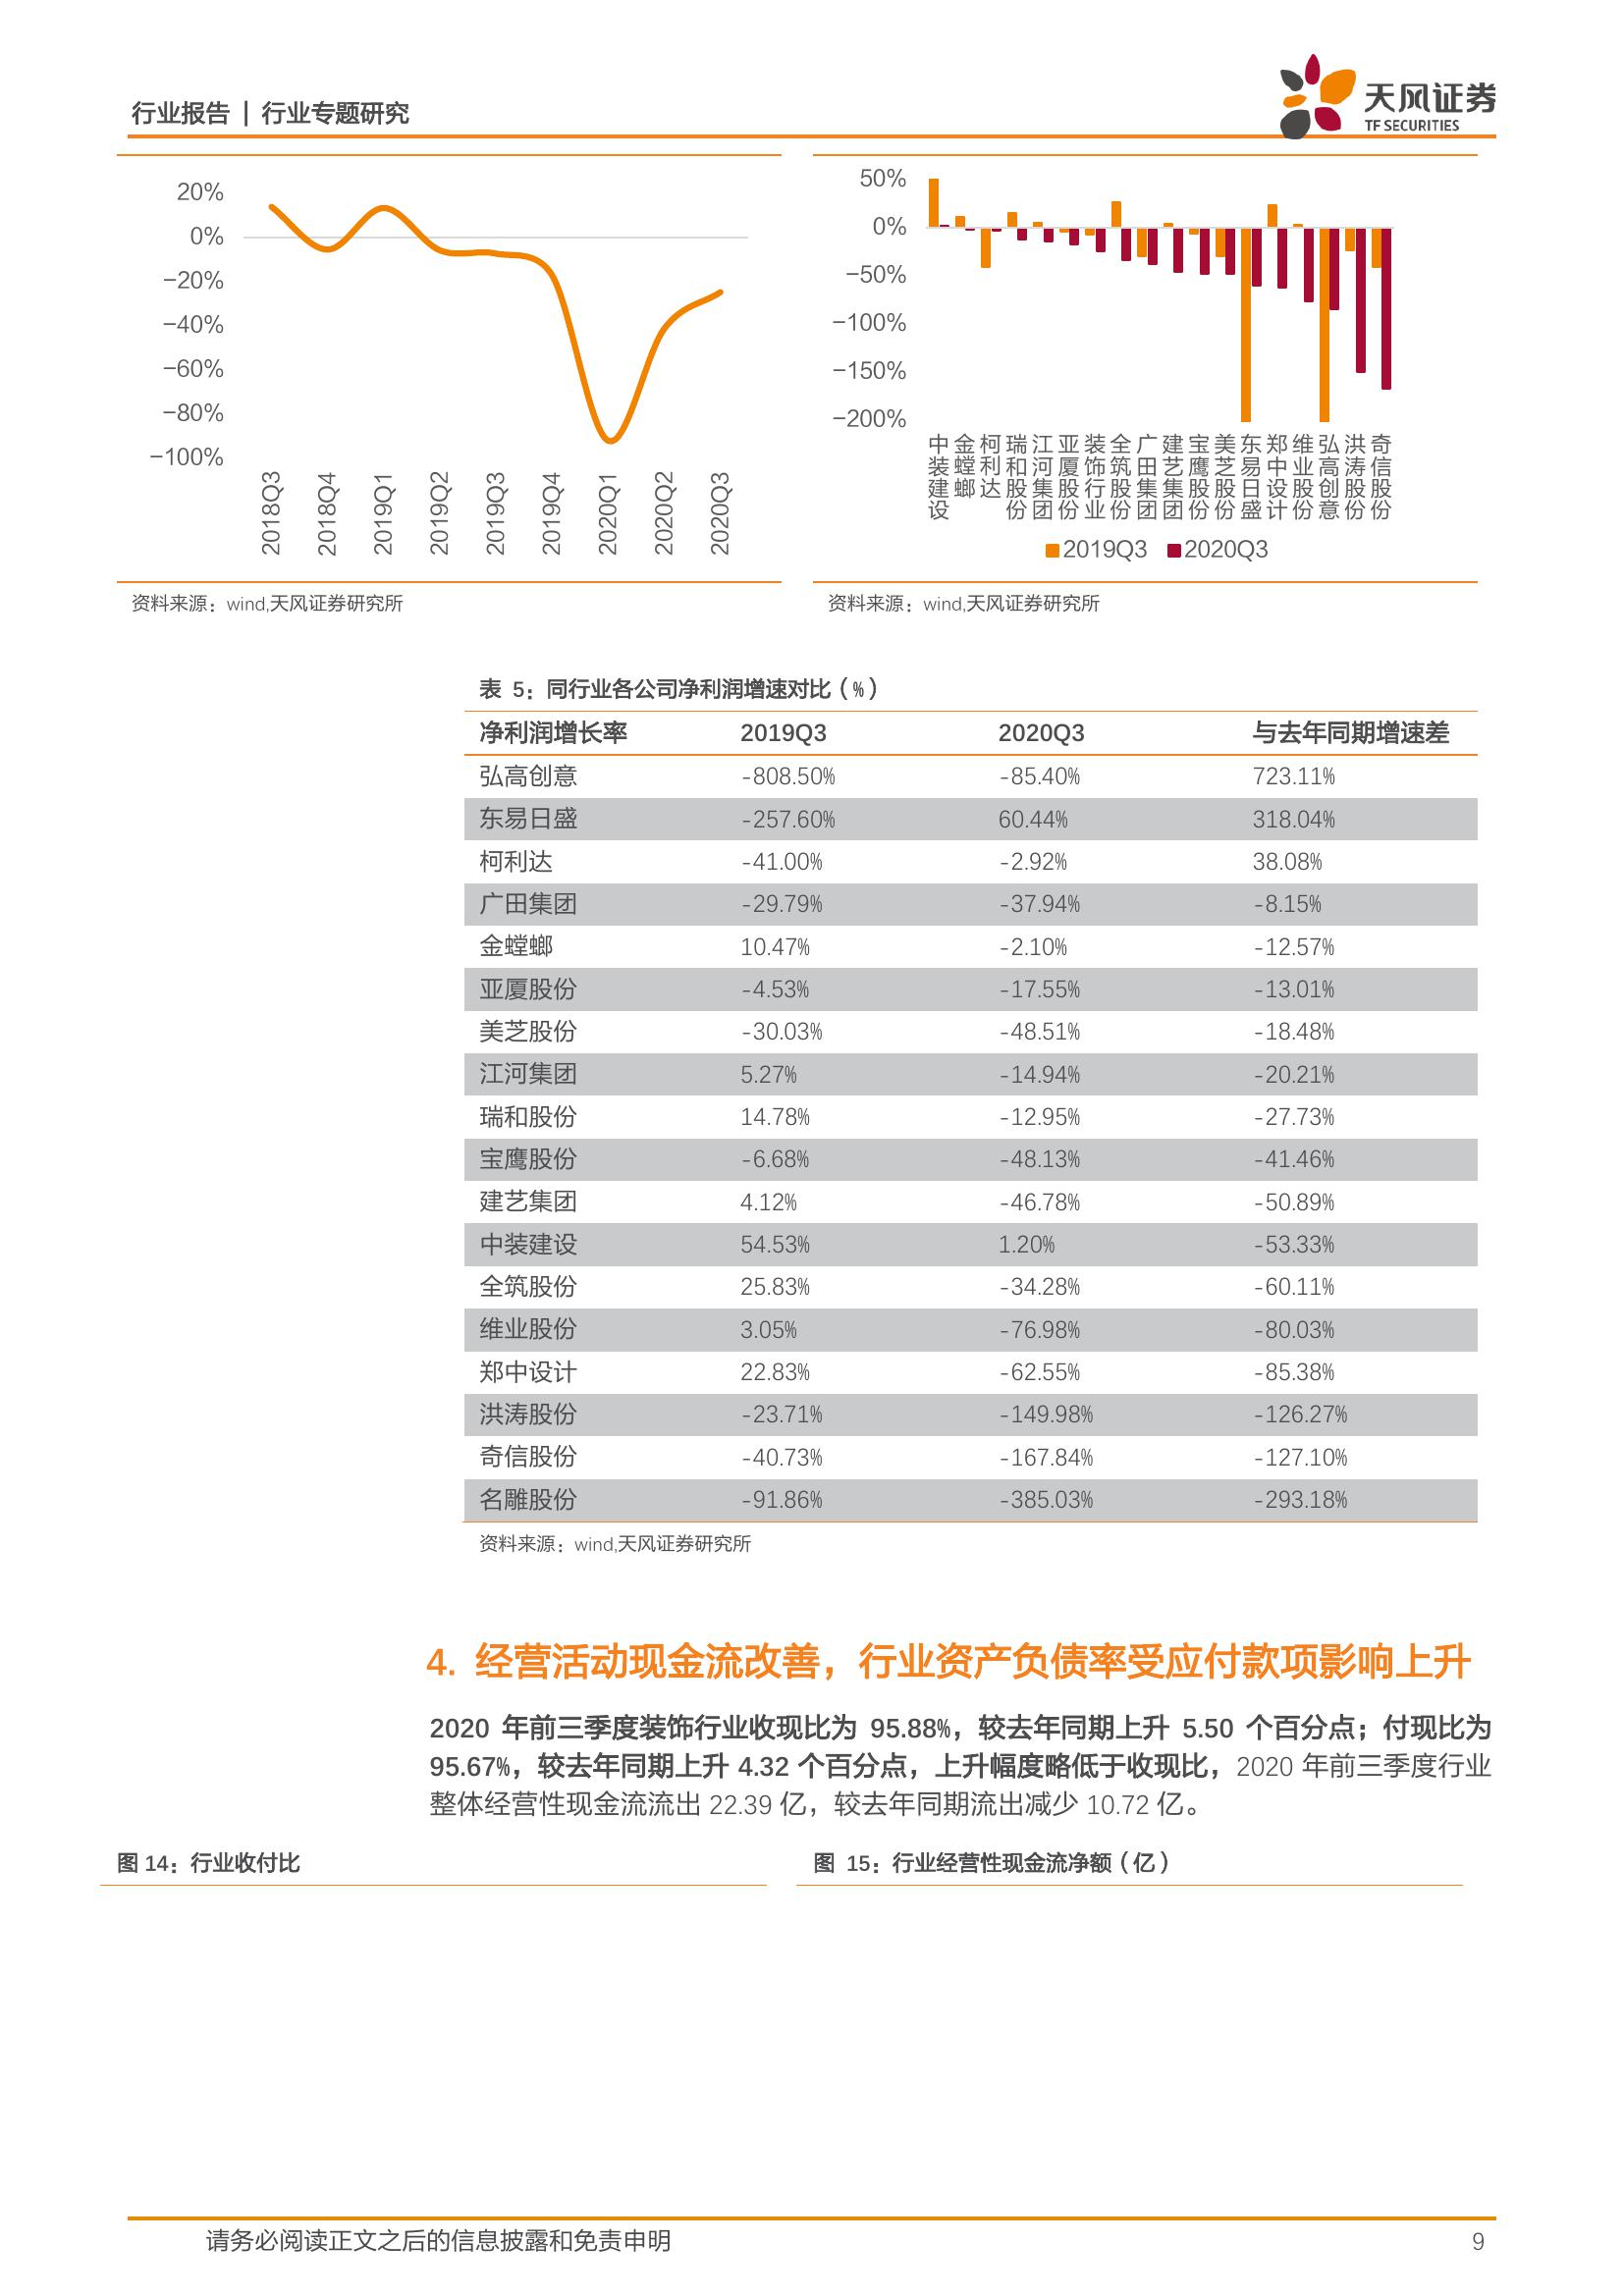 行业报告 | 行业专题研究
天风证券
TF SECURITIES
20%
0%
-20%
-40%
-60%
-80%
-100%
2018Q3
2018Q4
2019Q1
2019Q2
2019Q3
2019Q4
2020Q1
2020Q2
2020Q3
资料来源：wind,天风证券研究所
50%
0%
-50%
-100%
-150%
-200%
中装建设
金螳螂
柯利达
瑞和股份
江河集团
亚厦股份
装饰行业
全筑股份
广田集团
建艺集团
宝鹰股份
美芝股份
东易日盛
郑中设计
维业股份
弘高创意
洪涛股份
奇信股份
2019Q3 2020Q3
资料来源：wind,天风证券研究所
表 5：同行业各公司净利润增速对比（%）
净利润增长率 2019Q3 2020Q3 与去年同期增速差
弘高创意 -808.50% -85.40% 723.11%
东易日盛 -257.60% 60.44% 318.04%
柯利达 -41.00% -2.92% 38.08%
广田集团 -29.79% -37.94% -8.15%
金螳螂 10.47% -2.10% -12.57%
亚厦股份 -4.53% -17.55% -13.01%
美芝股份 -30.03% -48.51% -18.48%
江河集团 5.27% -14.94% -20.21%
瑞和股份 14.78% -12.95% -27.73%
宝鹰股份 -6.68% -48.13% -41.46%
建艺集团 4.12% -46.78% -50.89%
中装建设 54.53% 1.20% -53.33%
全筑股份 25.83% -34.28% -60.11%
维业股份 3.05% -76.98% -80.03%
郑中设计 22.83% -62.55% -85.38%
洪涛股份 -23.71% -149.98% -126.27%
奇信股份 -40.73% -167.84% -127.10%
名雕股份 -91.86% -385.03% -293.18%
资料来源：wind,天风证券研究所
4. 经营活动现金流改善，行业资产负债率受应付款项影响上升
2020 年前三季度装饰行业收现比为 95.88%，较去年同期上升 5.50 个百分点；付现比为
95.67%，较去年同期上升 4.32 个百分点，上升幅度略低于收现比，2020 年前三季度行业
整体经营性现金流流出 22.39 亿，较去年同期流出减少 10.72 亿。
图 14：行业收付比
图 15：行业经营性现金流净额（亿）
请务必阅读正文之后的信息披露和免责申明
9